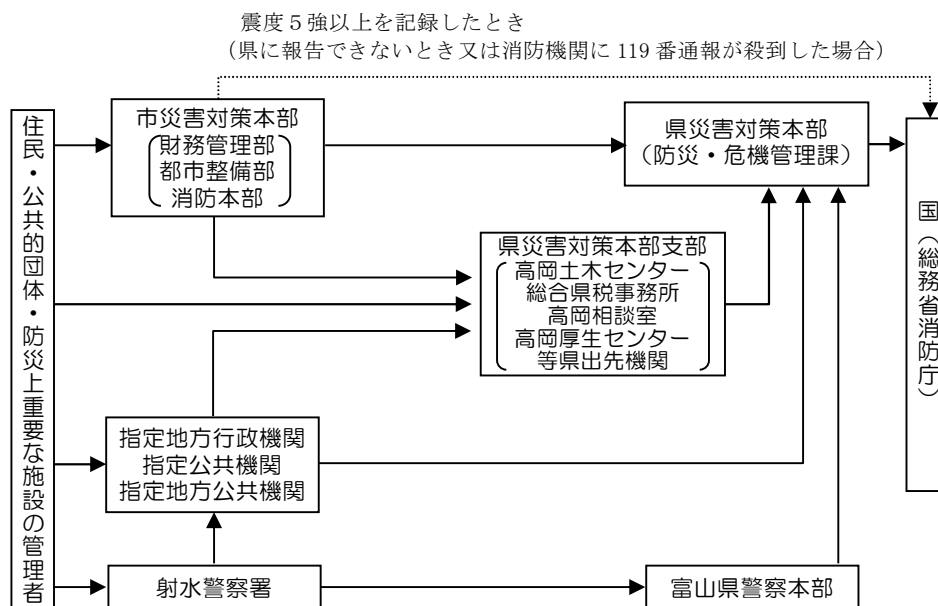 震度５強以上を記録したとき
（県に報告できないとき又は消防機関に 119 番通報が殺到した場合）
住民・公共的団体・防災上重要な施設の管理者
市災害対策本部
財務管理部
都市整備部
消防本部
県災害対策本部
（防災・危機管理課）
国（総務省消防庁）
県災害対策本部支部
高岡土木センター
総合県税事務所
高岡相談室
高岡厚生センター
等県出先機関
指定地方行政機関
指定公共機関
指定地方公共機関
射水警察署
富山県警察本部